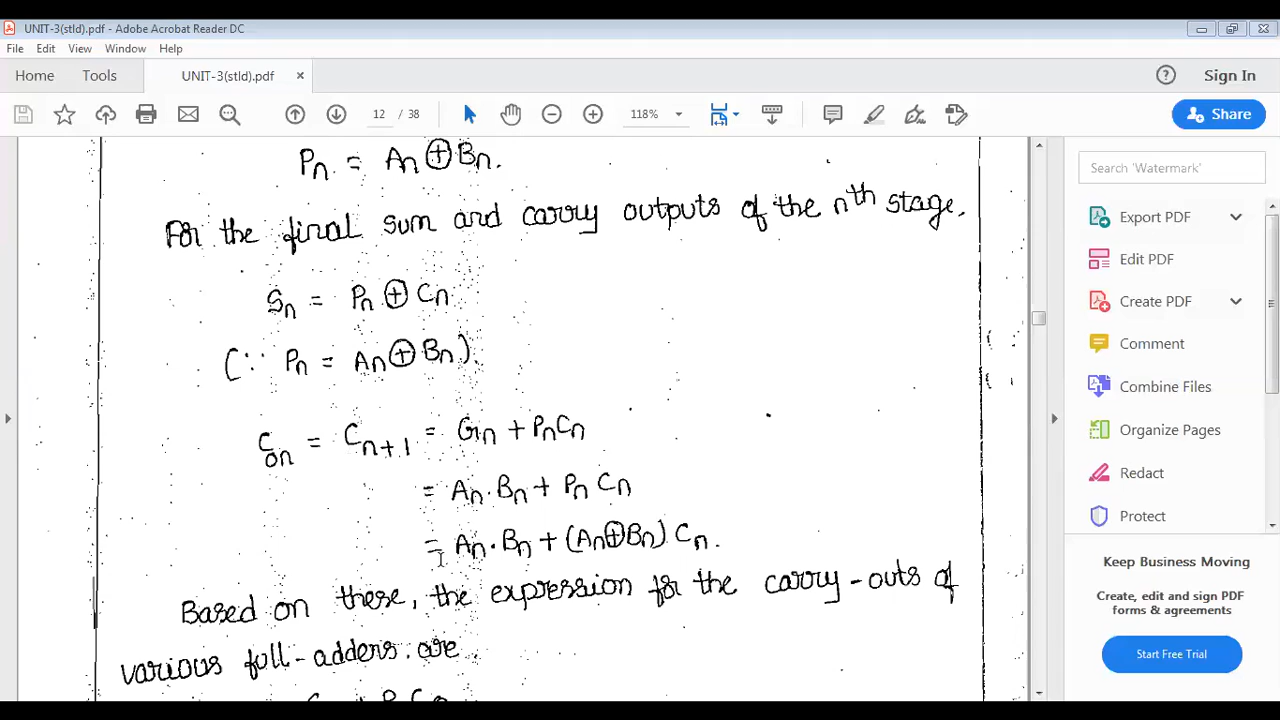 UNIT-3(stld).pdf - Adobe Acrobat Reader DC
File Edit View Window Help
Home Tools UNIT-3(stld).pdf × Sign In
12 / 38 118% Share
Pn = An ⊕ Bn.
For the final sum and carry outputs of the nth stage.
Sn = Pn ⊕ Cn
(∵ Pn = An ⊕ Bn).
Con = Cn+1 = Gn + PnCn
= An·Bn + Pn Cn
= An·Bn + (An⊕Bn) Cn.
Based on these, the expression for the carry-outs of
various full-adders are
Search 'Watermark'
Export PDF
Edit PDF
Create PDF
Comment
Combine Files
Organize Pages
Redact
Protect
Keep Business Moving
Create, edit and sign PDF
forms & agreements
Start Free Trial